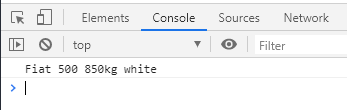 Elements Console Sources Network
top Filter
Fiat 500 850kg white
>